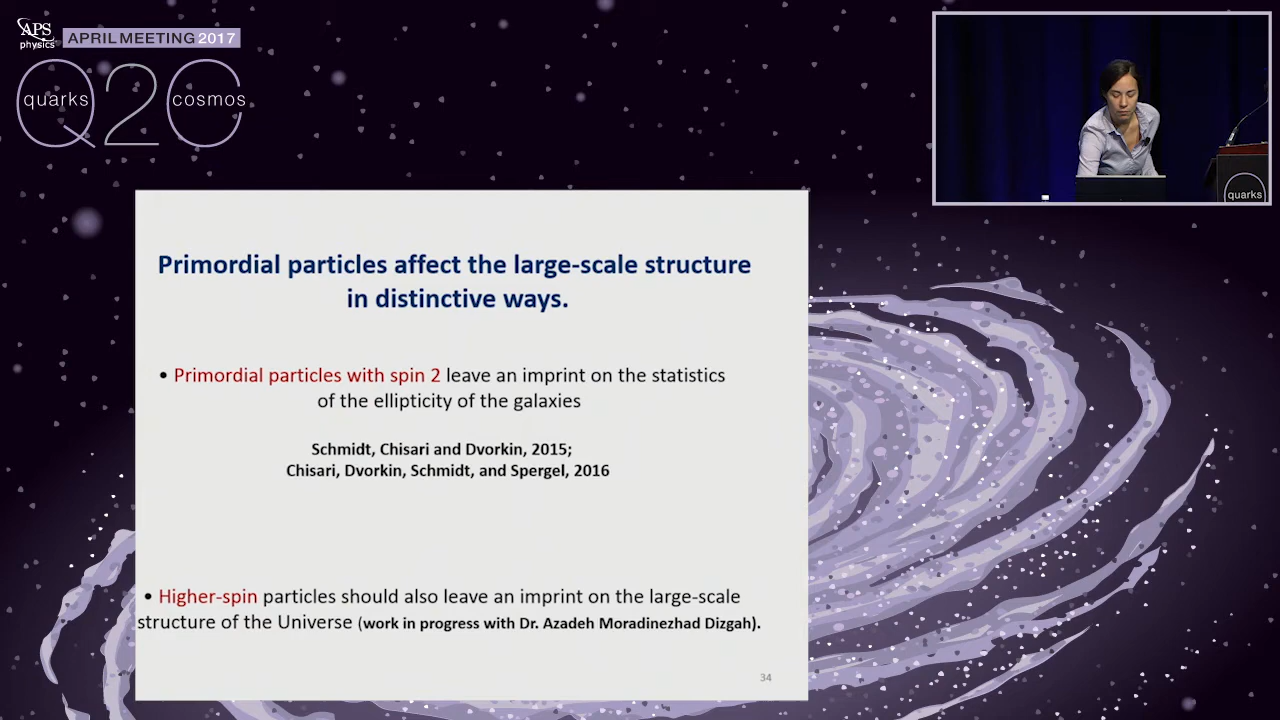 APS
physics
APRIL MEETING 2017
Q2C
quarks
cosmos
quarks
Primordial particles affect the large-scale structure
in distinctive ways.
• Primordial particles with spin 2 leave an imprint on the statistics
of the ellipticity of the galaxies
Schmidt, Chisari and Dvorkin, 2015;
Chisari, Dvorkin, Schmidt, and Spergel, 2016
• Higher-spin particles should also leave an imprint on the large-scale
structure of the Universe (work in progress with Dr. Azadeh Moradinezhad Dizgah).
34